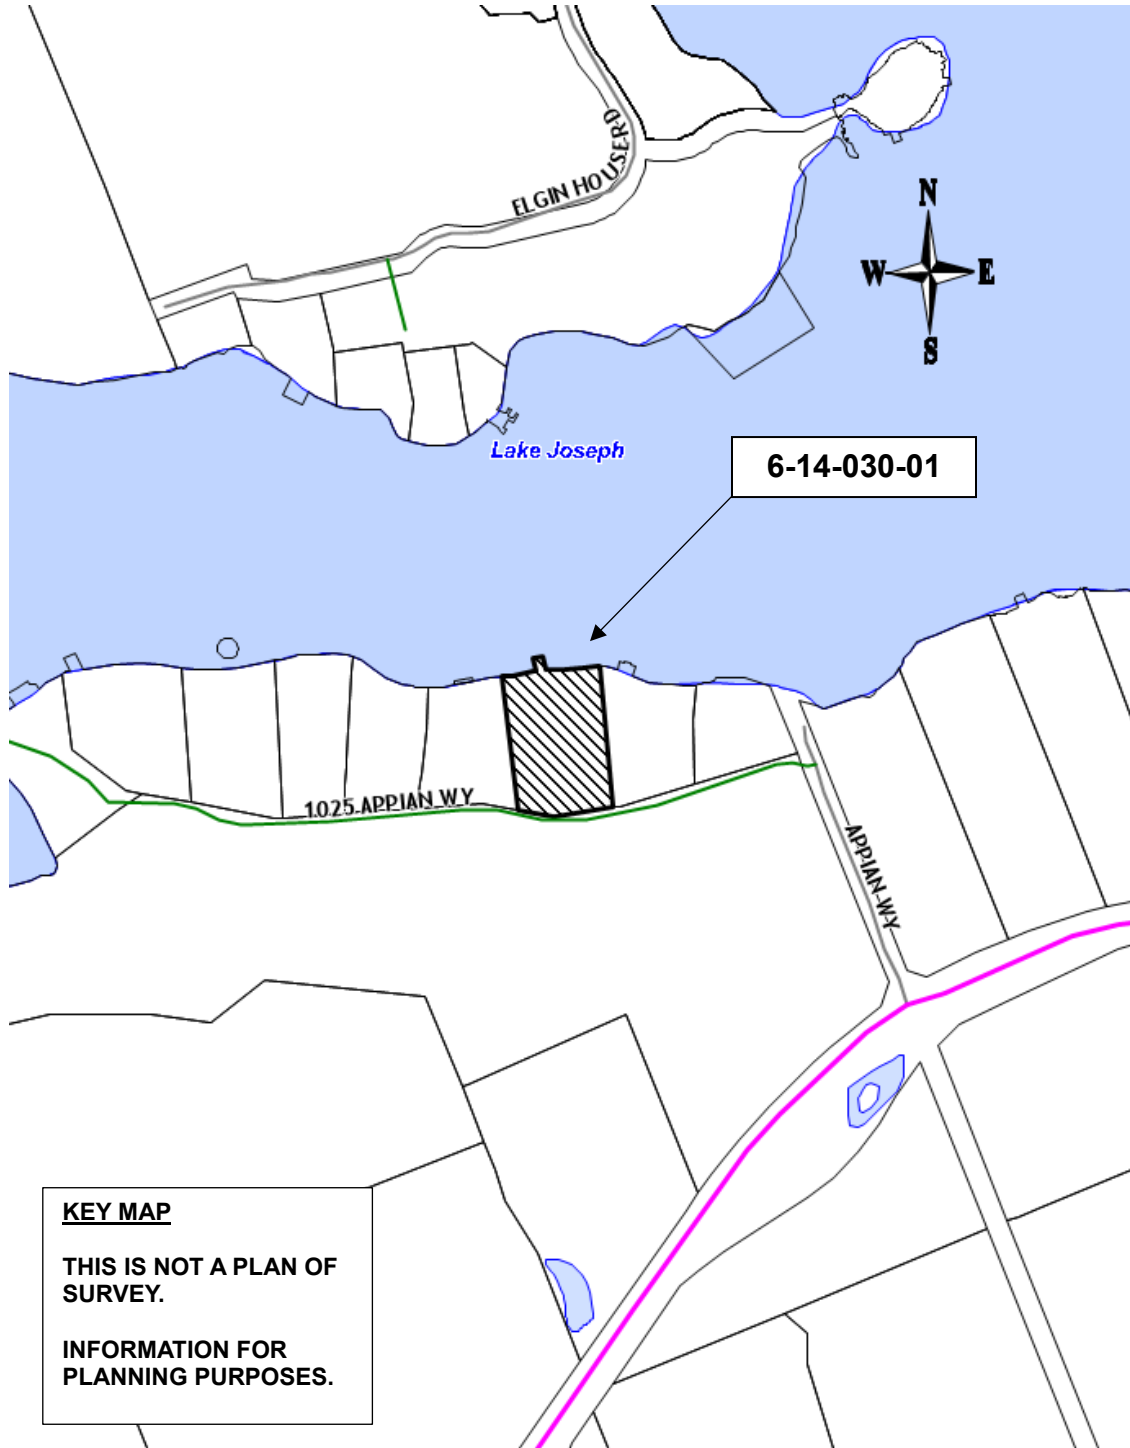 ELGIN HOUSE RD
N
W E
S
Lake Joseph
6-14-030-01
1025 APPIAN WY
APPIAN WY
KEY MAP
THIS IS NOT A PLAN OF
SURVEY.
INFORMATION FOR
PLANNING PURPOSES.